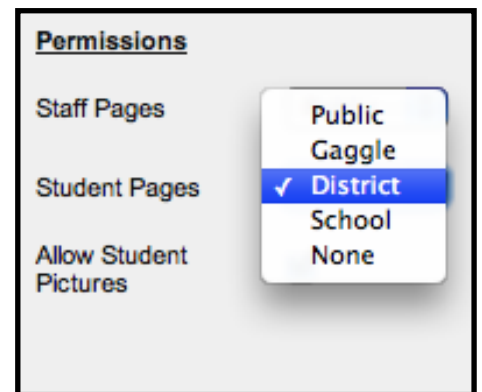 Permissions
Staff Pages
Public
Gaggle
Student Pages
✓ District
School
Allow Student
Pictures
None